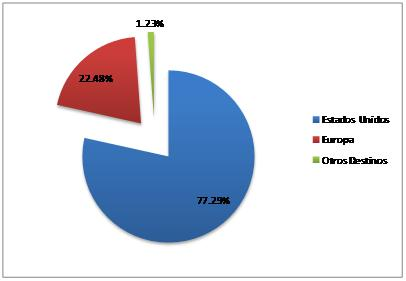 1.23%
22.48%
77.29%
Estados Unidos
Europa
Otros Destinos